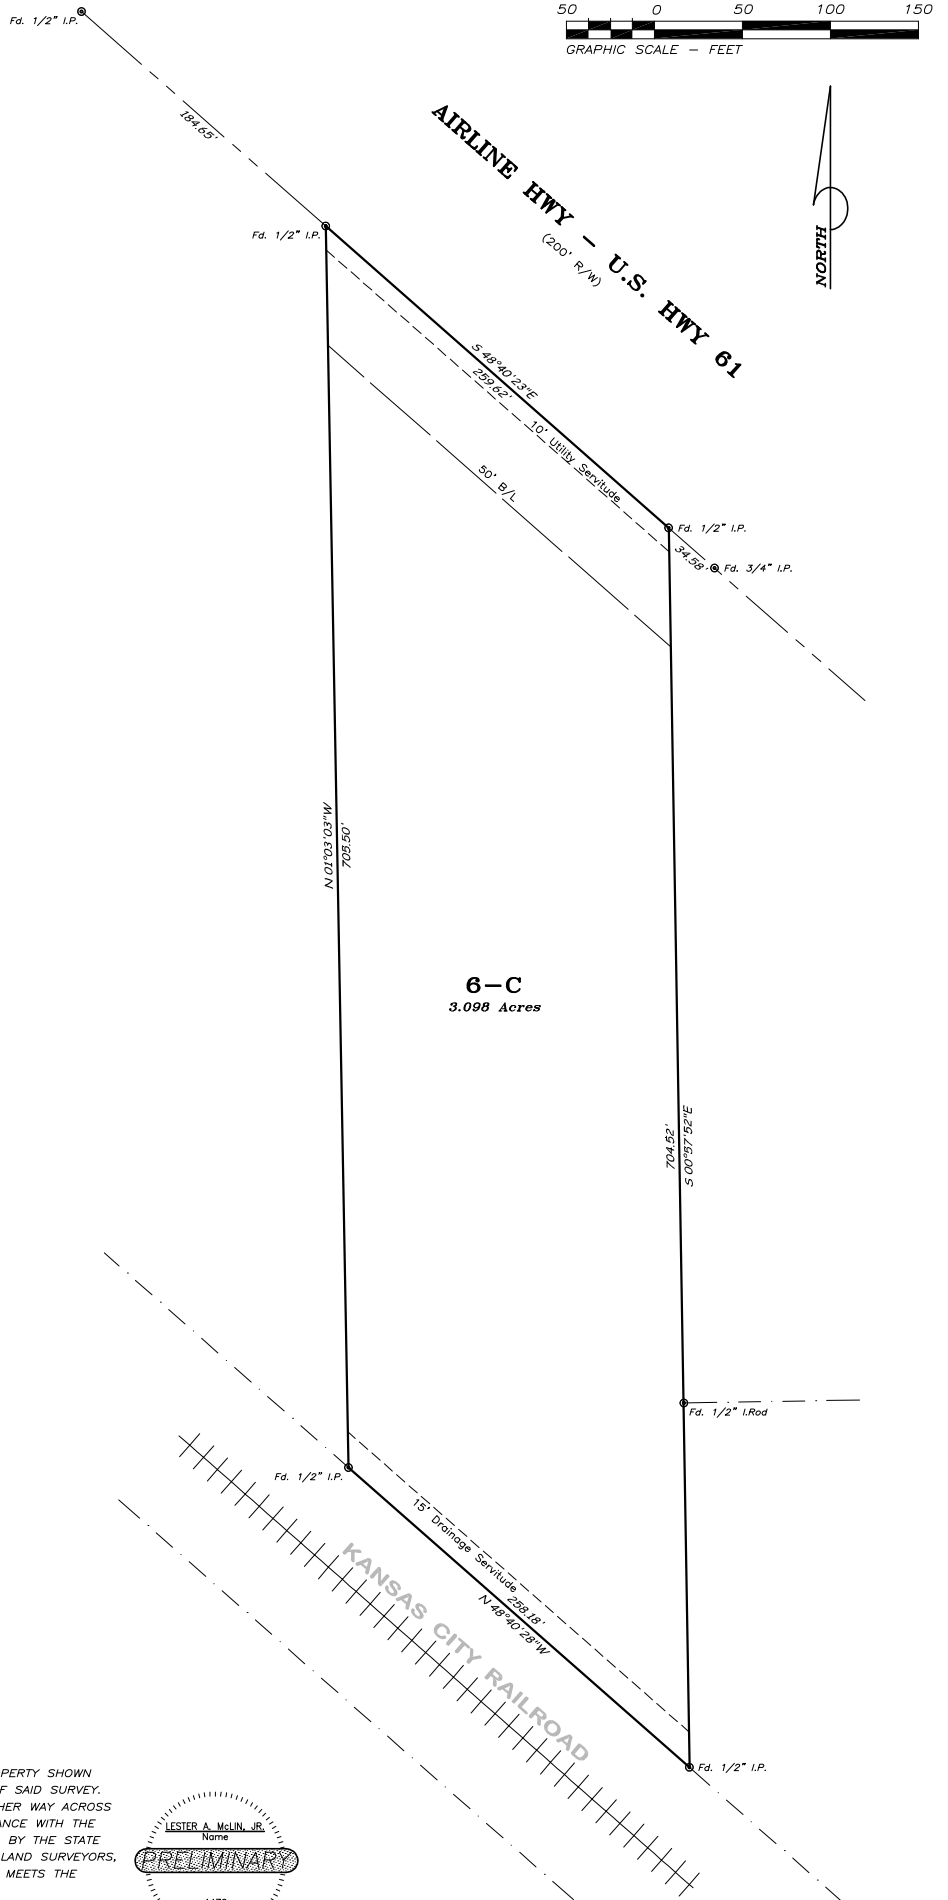 50 0 50 100 150
GRAPHIC SCALE - FEET
Fd. 1/2" I.P.
184.65'
AIRLINE HWY - U.S. HWY 61
(200' R/W)
NORTH
Fd. 1/2" I.P.
S 48°40'23"E
259.62'
10' Utility Servitude
50' B/L
Fd. 1/2" I.P.
34.58'
Fd. 3/4" I.P.
N 01°03'03"W
705.50'
6-C
3.098 Acres
704.52'
S 00°57'52"E
Fd. 1/2" I.Rod
Fd. 1/2" I.P.
15' Drainage Servitude
258.18'
N 48°40'28"W
KANSAS CITY RAILROAD
Fd. 1/2" I.P.
PERTY SHOWN
F SAID SURVEY.
HER WAY ACROSS
ANCE WITH THE
BY THE STATE
LAND SURVEYORS,
MEETS THE
LESTER A. McLIN, JR.
Name
PRELIMINARY